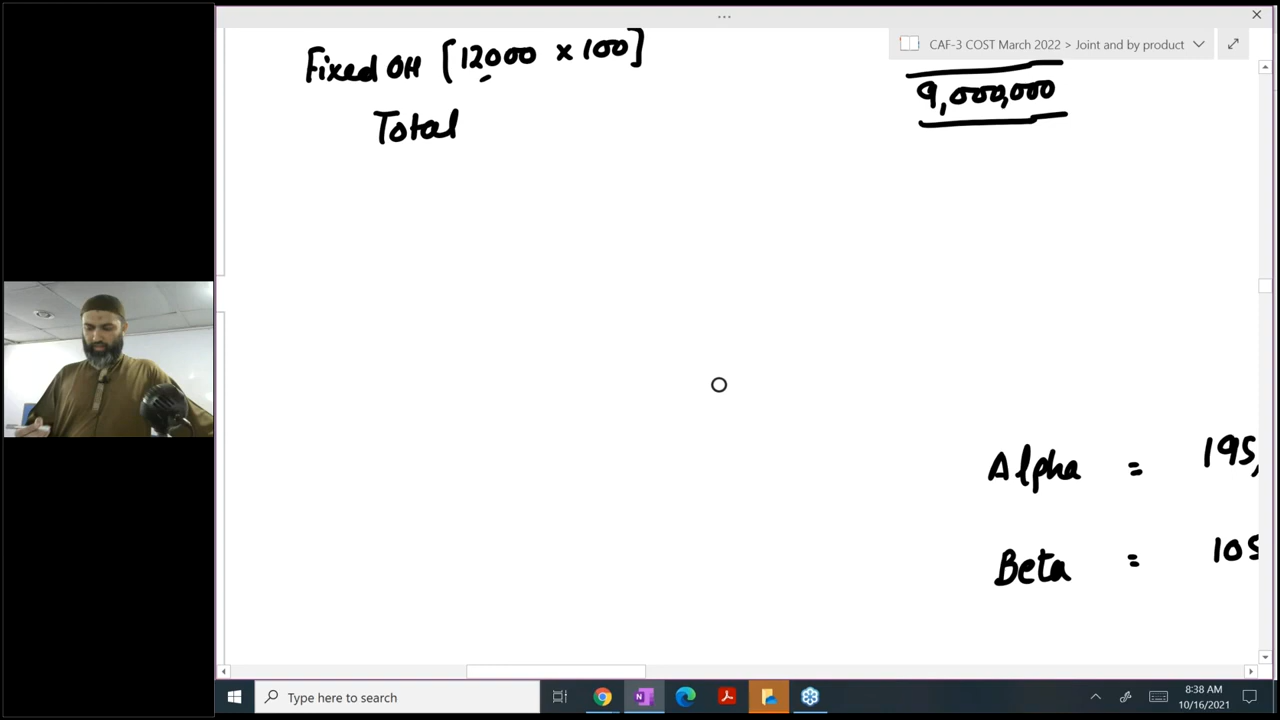 ...
CAF-3 COST March 2022 > Joint and by product
Fixed OH [12000 x 100]
9,000,000
Total
Alpha = 195,
Beta = 105
Type here to search
8:38 AM
10/16/2021